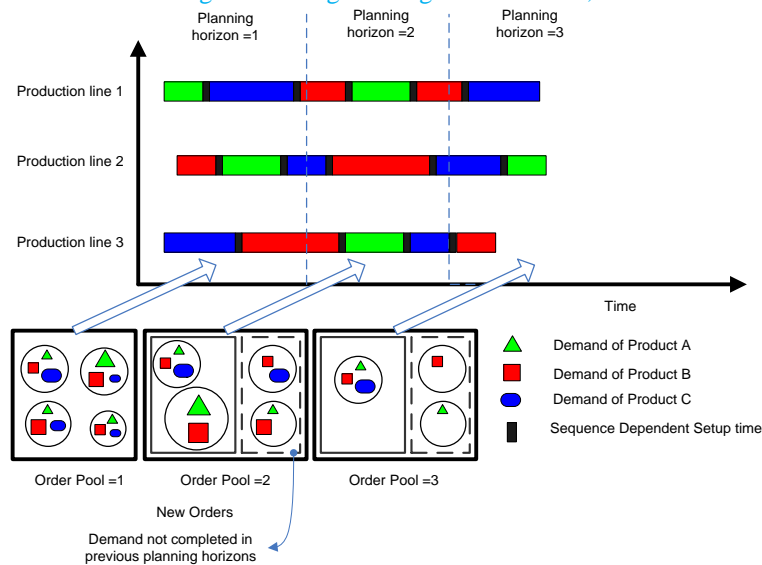 Planning
horizon =1
Planning
horizon =2
Planning
horizon =3
Production line 1
Production line 2
Production line 3
Time
Demand of Product A
Demand of Product B
Demand of Product C
Sequence Dependent Setup time
Order Pool =1
Order Pool =2
Order Pool =3
New Orders
Demand not completed in
previous planning horizons